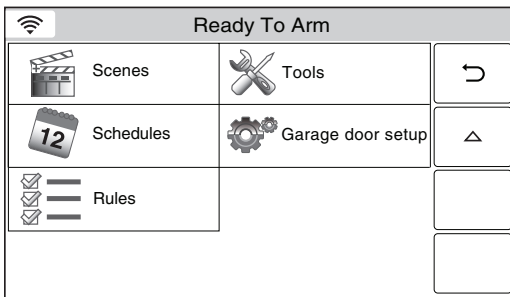 Ready To Arm
Scenes
Tools
12
Schedules
Garage door setup
Rules